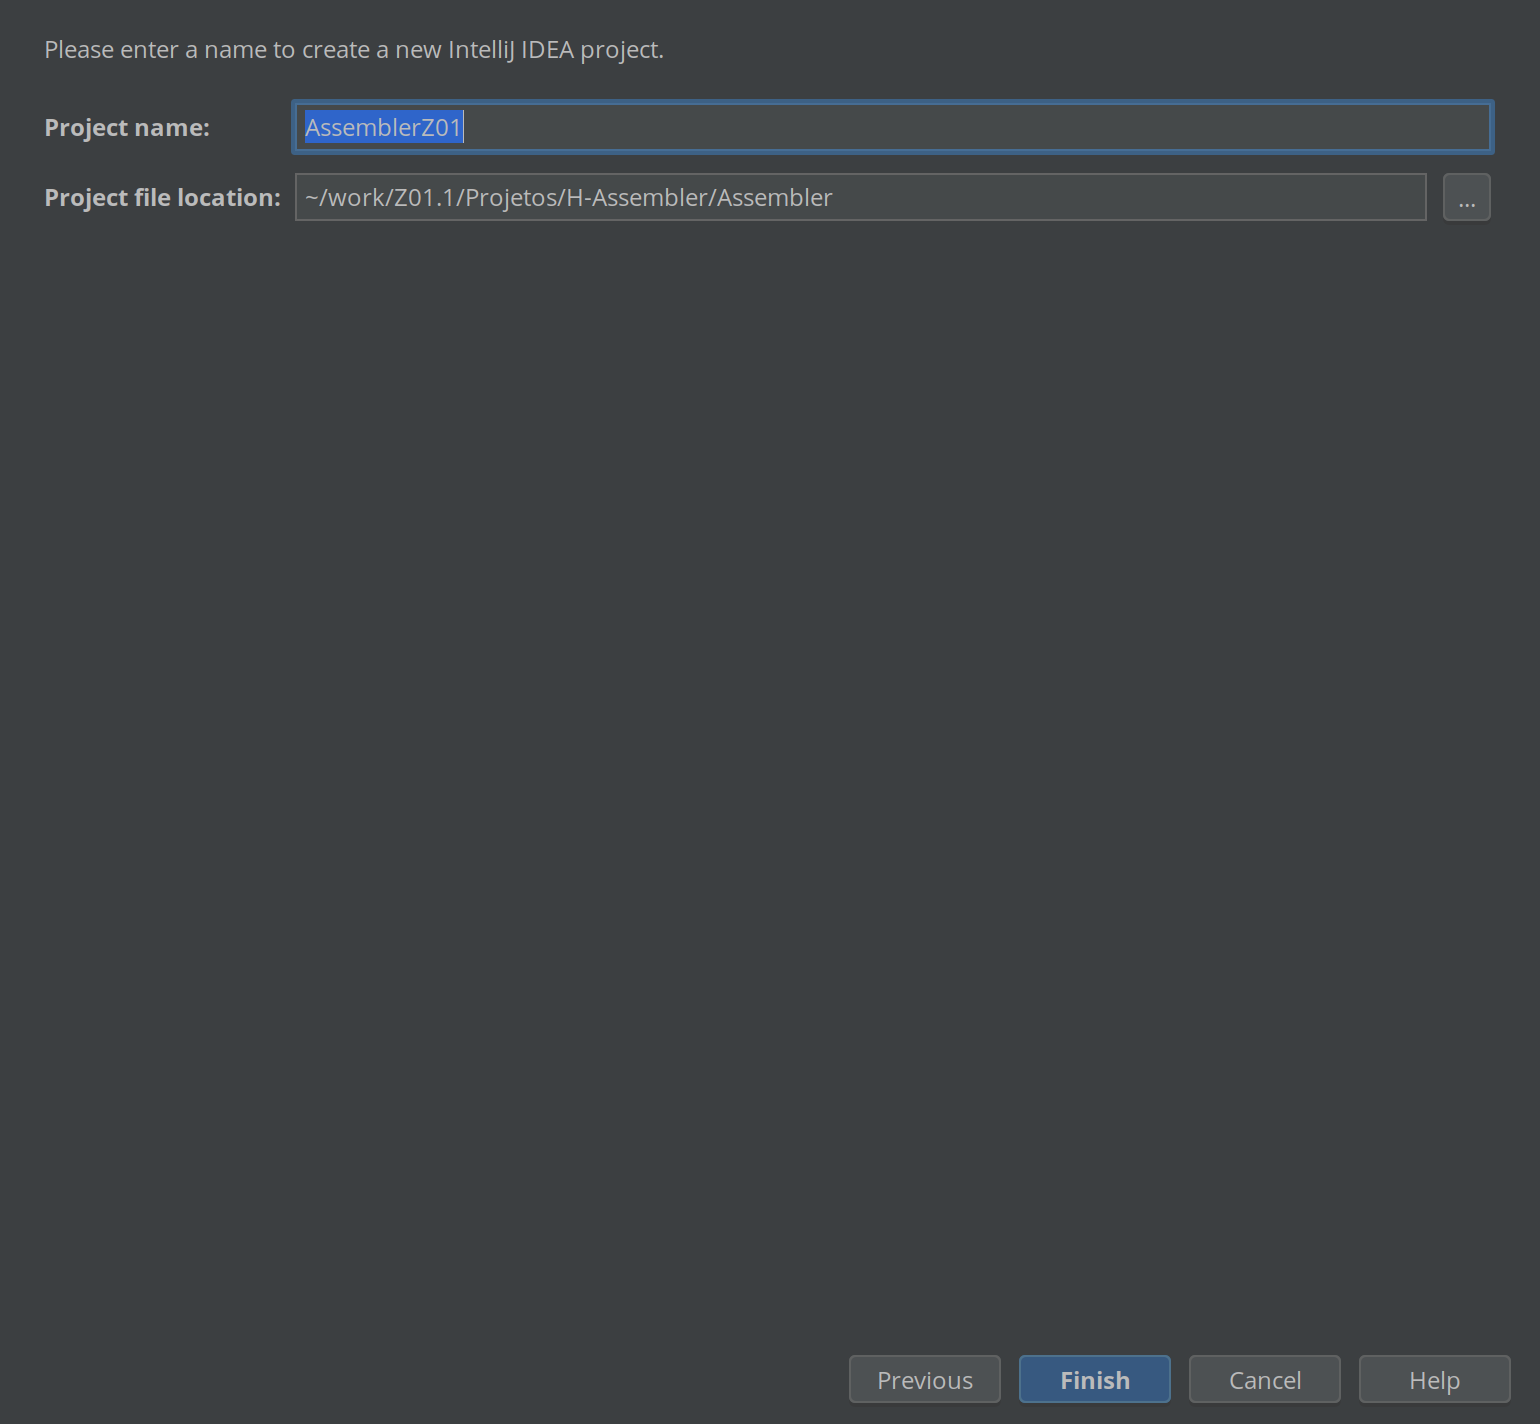 Please enter a name to create a new IntelliJ IDEA project.
Project name: AssemblerZ01
Project file location: ~/work/Z01.1/Projetos/H-Assembler/Assembler ...
Previous Finish Cancel Help